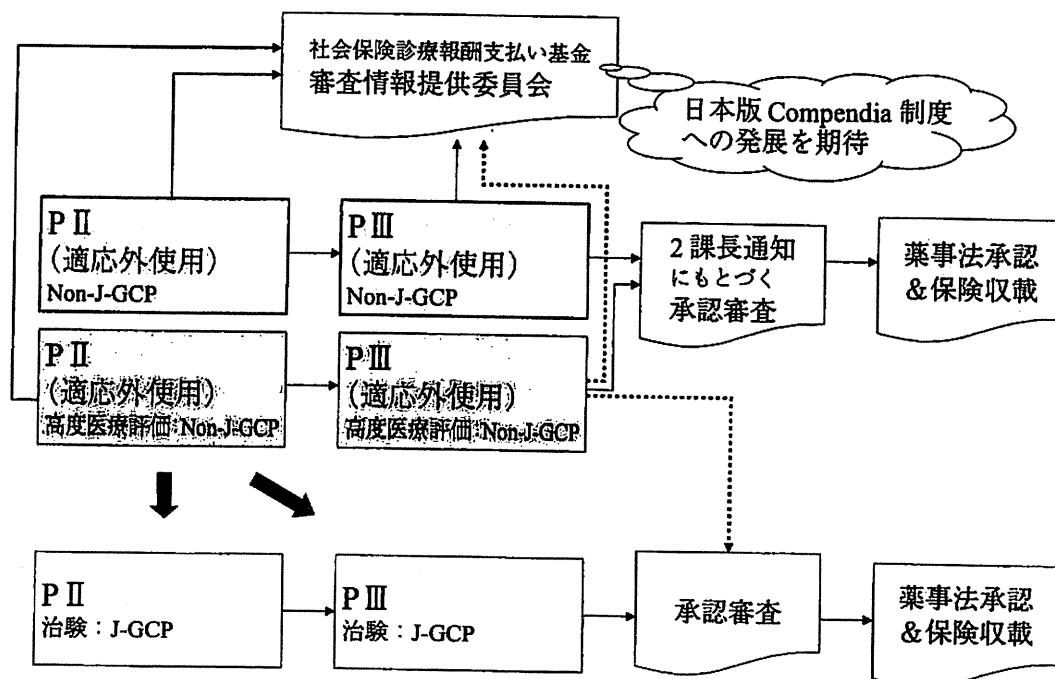 社会保険診療報酬支払い基金
審査情報提供委員会
日本版 Compendia 制度
への発展を期待
P Ⅱ
(適応外使用)
Non-J-GCP
P Ⅲ
(適応外使用)
Non-J-GCP
2 課長通知
にもとづく
承認審査
薬事法承認
&保険収載
P Ⅱ
(適応外使用)
高度医療評価:Non-J-GCP
P Ⅲ
(適応外使用)
高度医療評価:Non-J-GCP
P Ⅱ
治験:J-GCP
P Ⅲ
治験:J-GCP
承認審査
薬事法承認
&保険収載